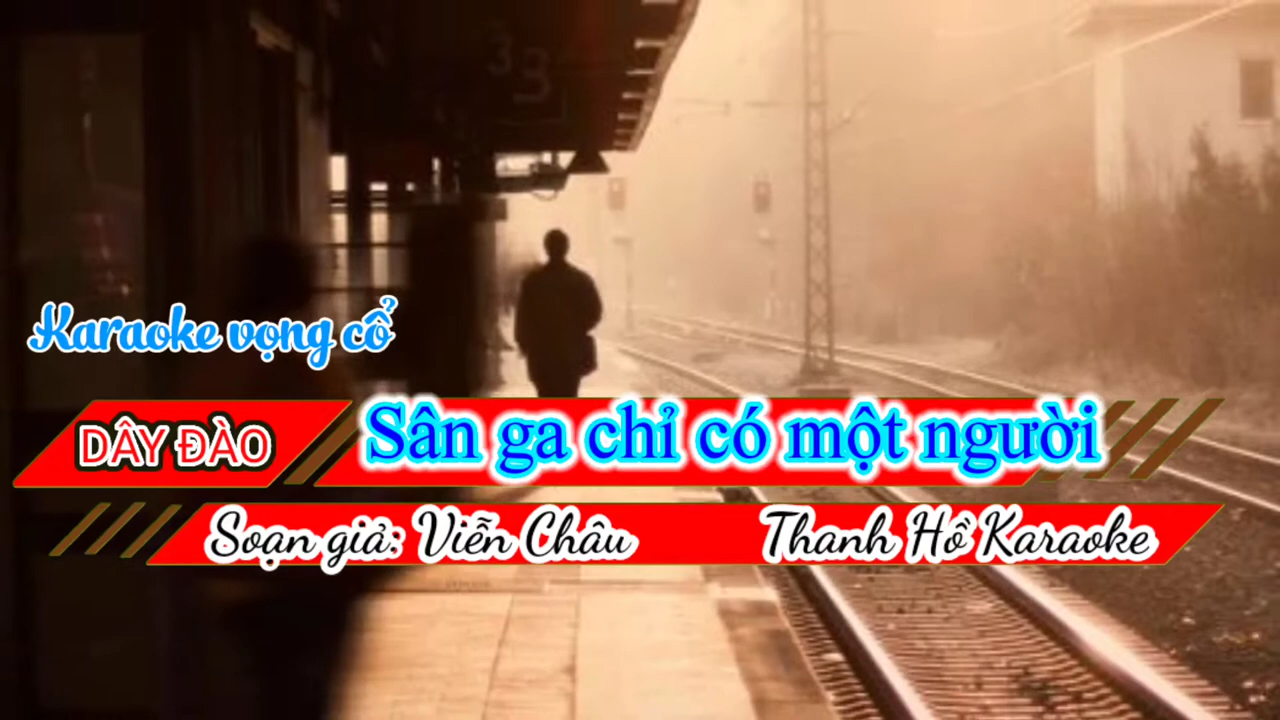 Karaoke vọng cổ
DÂY ĐÀO Sân ga chỉ có một người
Soạn giả: Viễn Châu Thanh Hồ Karaoke